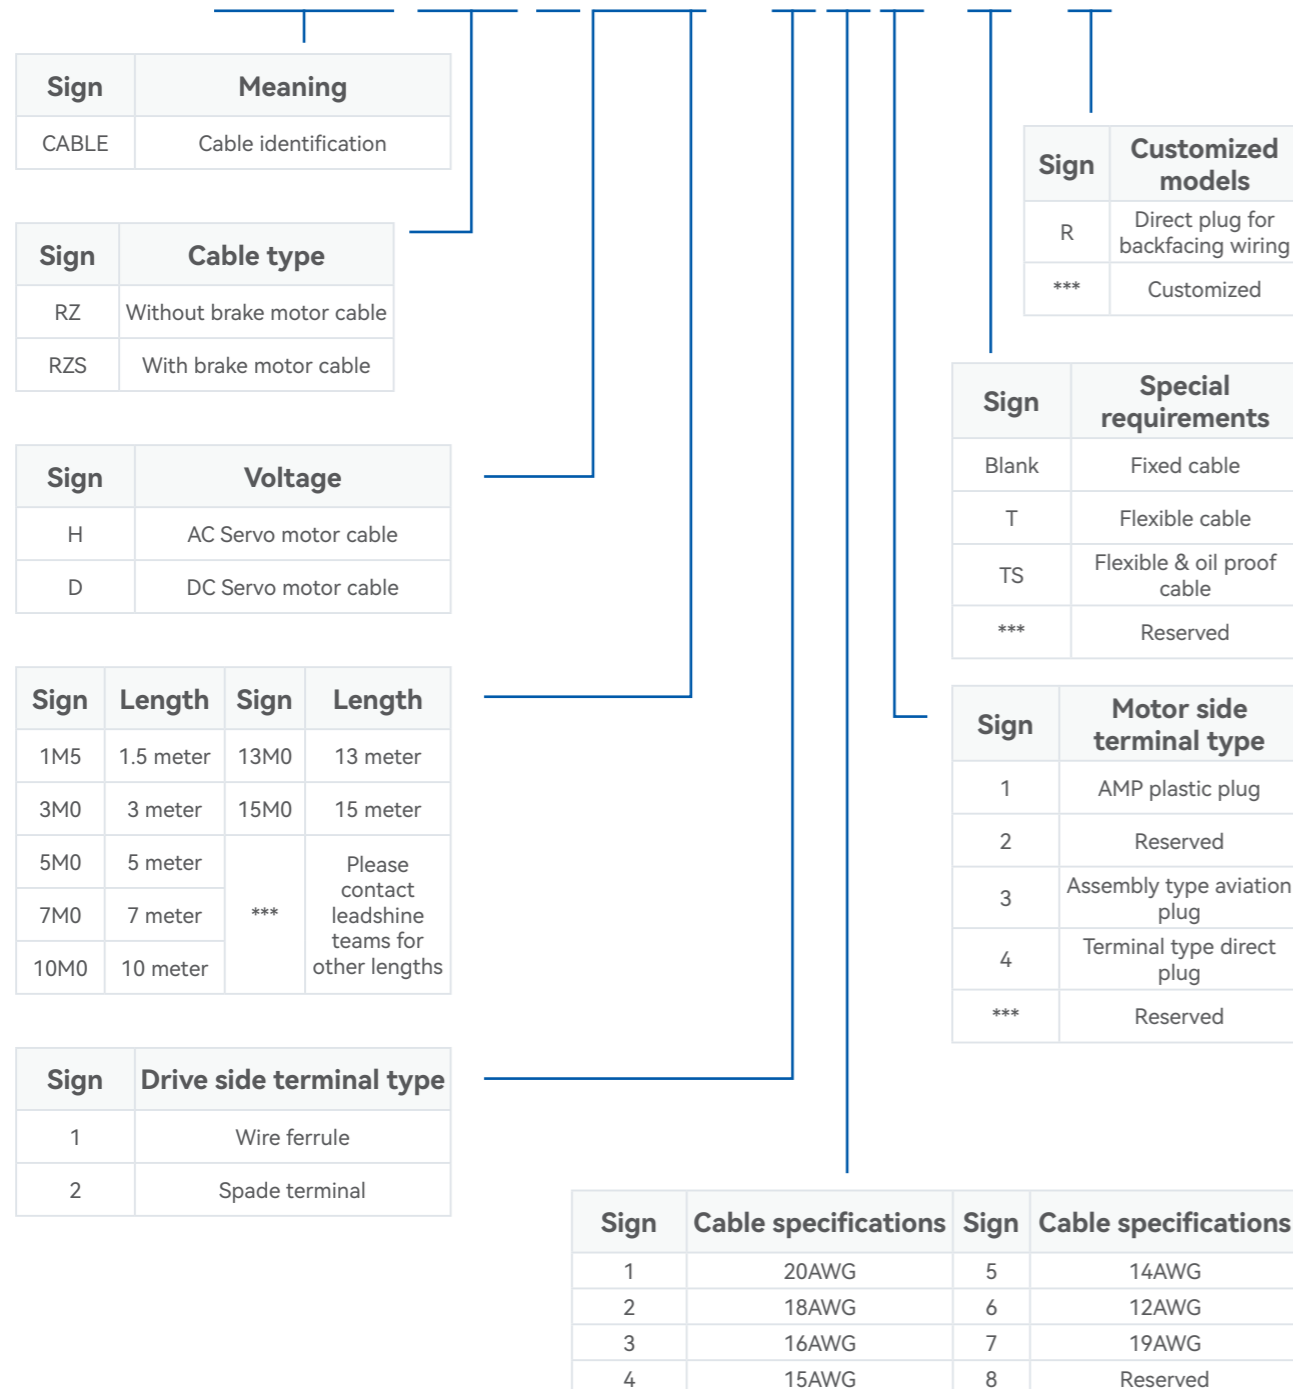 Sign Meaning
CABLE Cable identification
Sign Cable type
RZ Without brake motor cable
RZS With brake motor cable
Sign Voltage
H AC Servo motor cable
D DC Servo motor cable
Sign Length Sign Length
1M5 1.5 meter 13M0 13 meter
3M0 3 meter 15M0 15 meter
5M0 5 meter
7M0 7 meter
10M0 10 meter
***
Please
contact
leadshine
teams for
other lengths
Sign Drive side terminal type
1 Wire ferrule
2 Spade terminal
Sign Customized
models
R Direct plug for
backfacing wiring
*** Customized
Sign Special
requirements
Blank Fixed cable
T Flexible cable
TS Flexible & oil proof
cable
*** Reserved
Sign Motor side
terminal type
1 AMP plastic plug
2 Reserved
3 Assembly type aviation
plug
4 Terminal type direct
plug
*** Reserved
Sign Cable specifications Sign Cable specifications
1 20AWG 5 14AWG
2 18AWG 6 12AWG
3 16AWG 7 19AWG
4 15AWG 8 Reserved